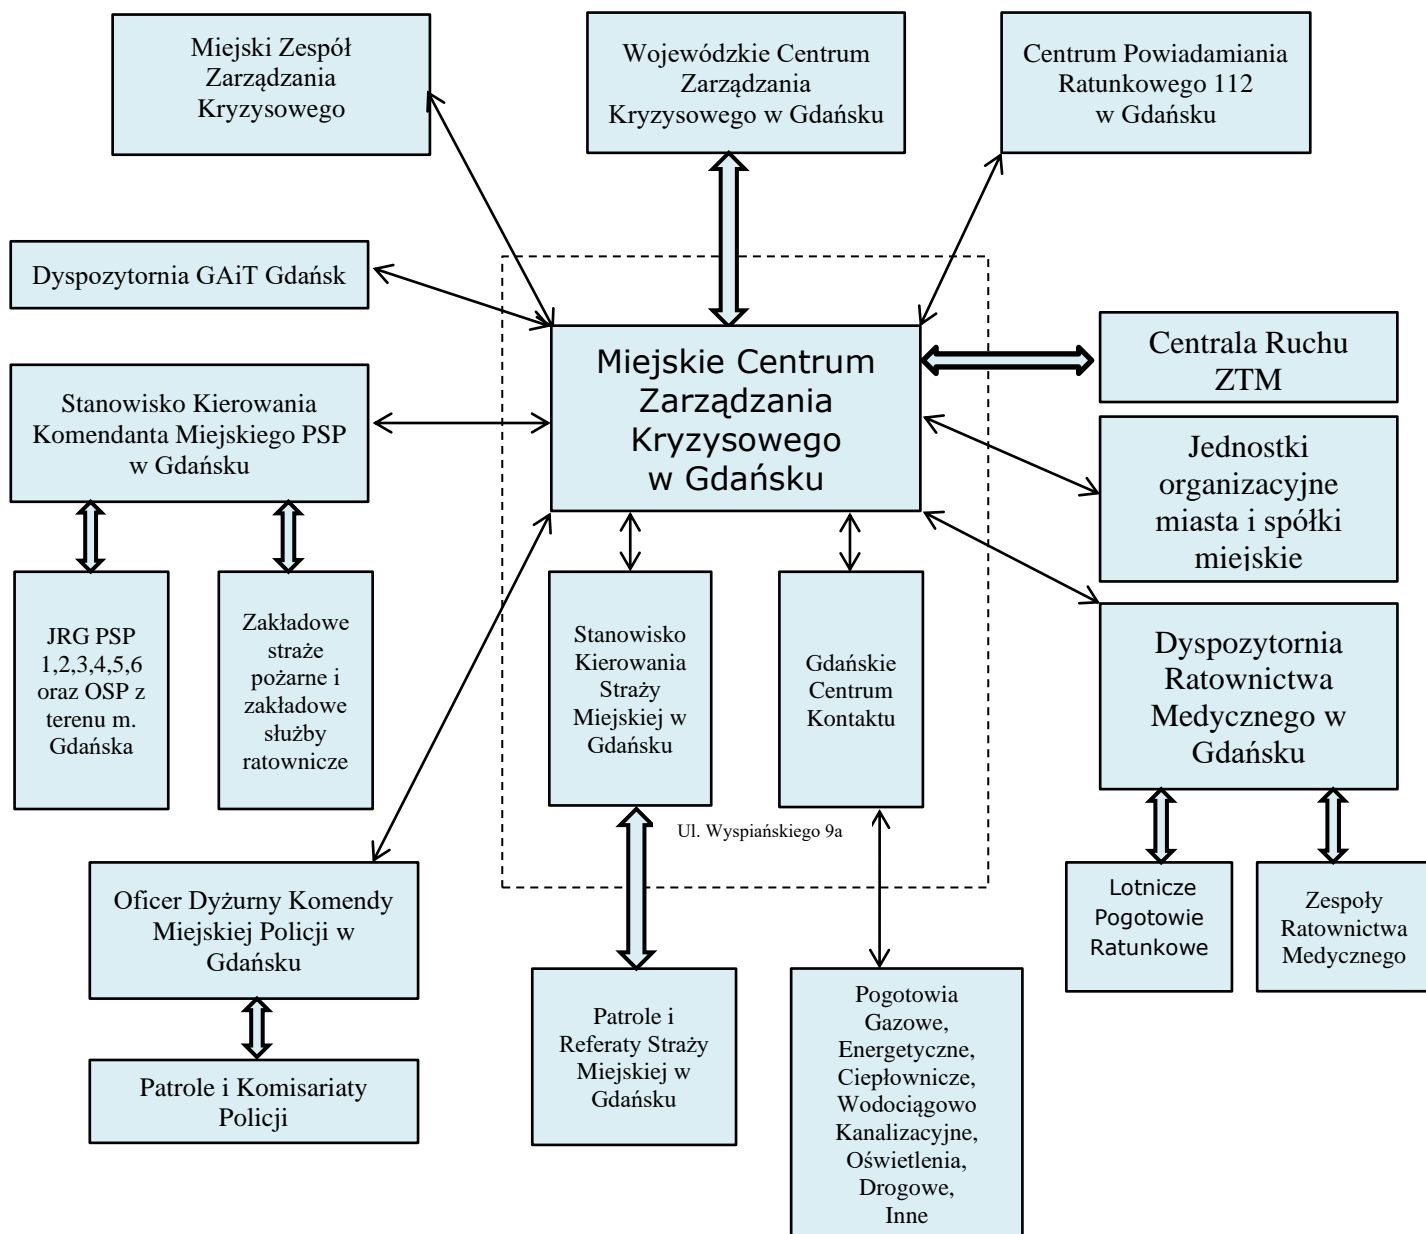 Miejski Zespół
Zarządzania
Kryzysowego
Wojewódzkie Centrum
Zarządzania
Kryzysowego w Gdańsku
Centrum Powiadamiania
Ratunkowego 112
w Gdańsku
Dyspozytornia GAiT Gdańsk
Miejskie Centrum
Zarządzania
Kryzysowego
w Gdańsku
Centrala Ruchu
ZTM
Stanowisko Kierowania
Komendanta Miejskiego PSP
w Gdańsku
Jednostki
organizacyjne
miasta i spółki
miejskie
JRG PSP
1,2,3,4,5,6
oraz OSP z
terenu m.
Gdańska
Zakładowe
straże
pożarne i
zakładowe
służby
ratownicze
Stanowisko
Kierowania
Straży
Miejskiej w
Gdańsku
Gdańskie
Centrum
Kontaktu
Dyspozytornia
Ratownictwa
Medycznego w
Gdańsku
Ul. Wyspiańskiego 9a
Oficer Dyżurny Komendy
Miejskiej Policji w
Gdańsku
Lotnicze
Pogotowie
Ratunkowe
Zespoły
Ratownictwa
Medycznego
Patrole i
Referaty Straży
Miejskiej w
Gdańsku
Pogotowia
Gazowe,
Energetyczne,
Ciepłownicze,
Wodociągowo
Kanalizacyjne,
Oświetlenia,
Drogowe,
Inne
Patrole i Komisariaty
Policji